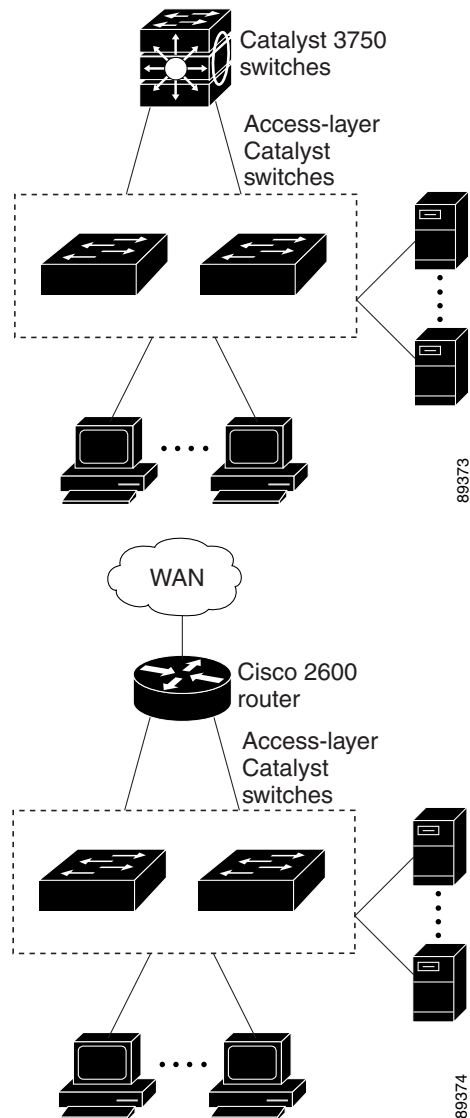 Catalyst 3750
switches
Access-layer
Catalyst
switches
89373
WAN
Cisco 2600
router
Access-layer
Catalyst
switches
89374